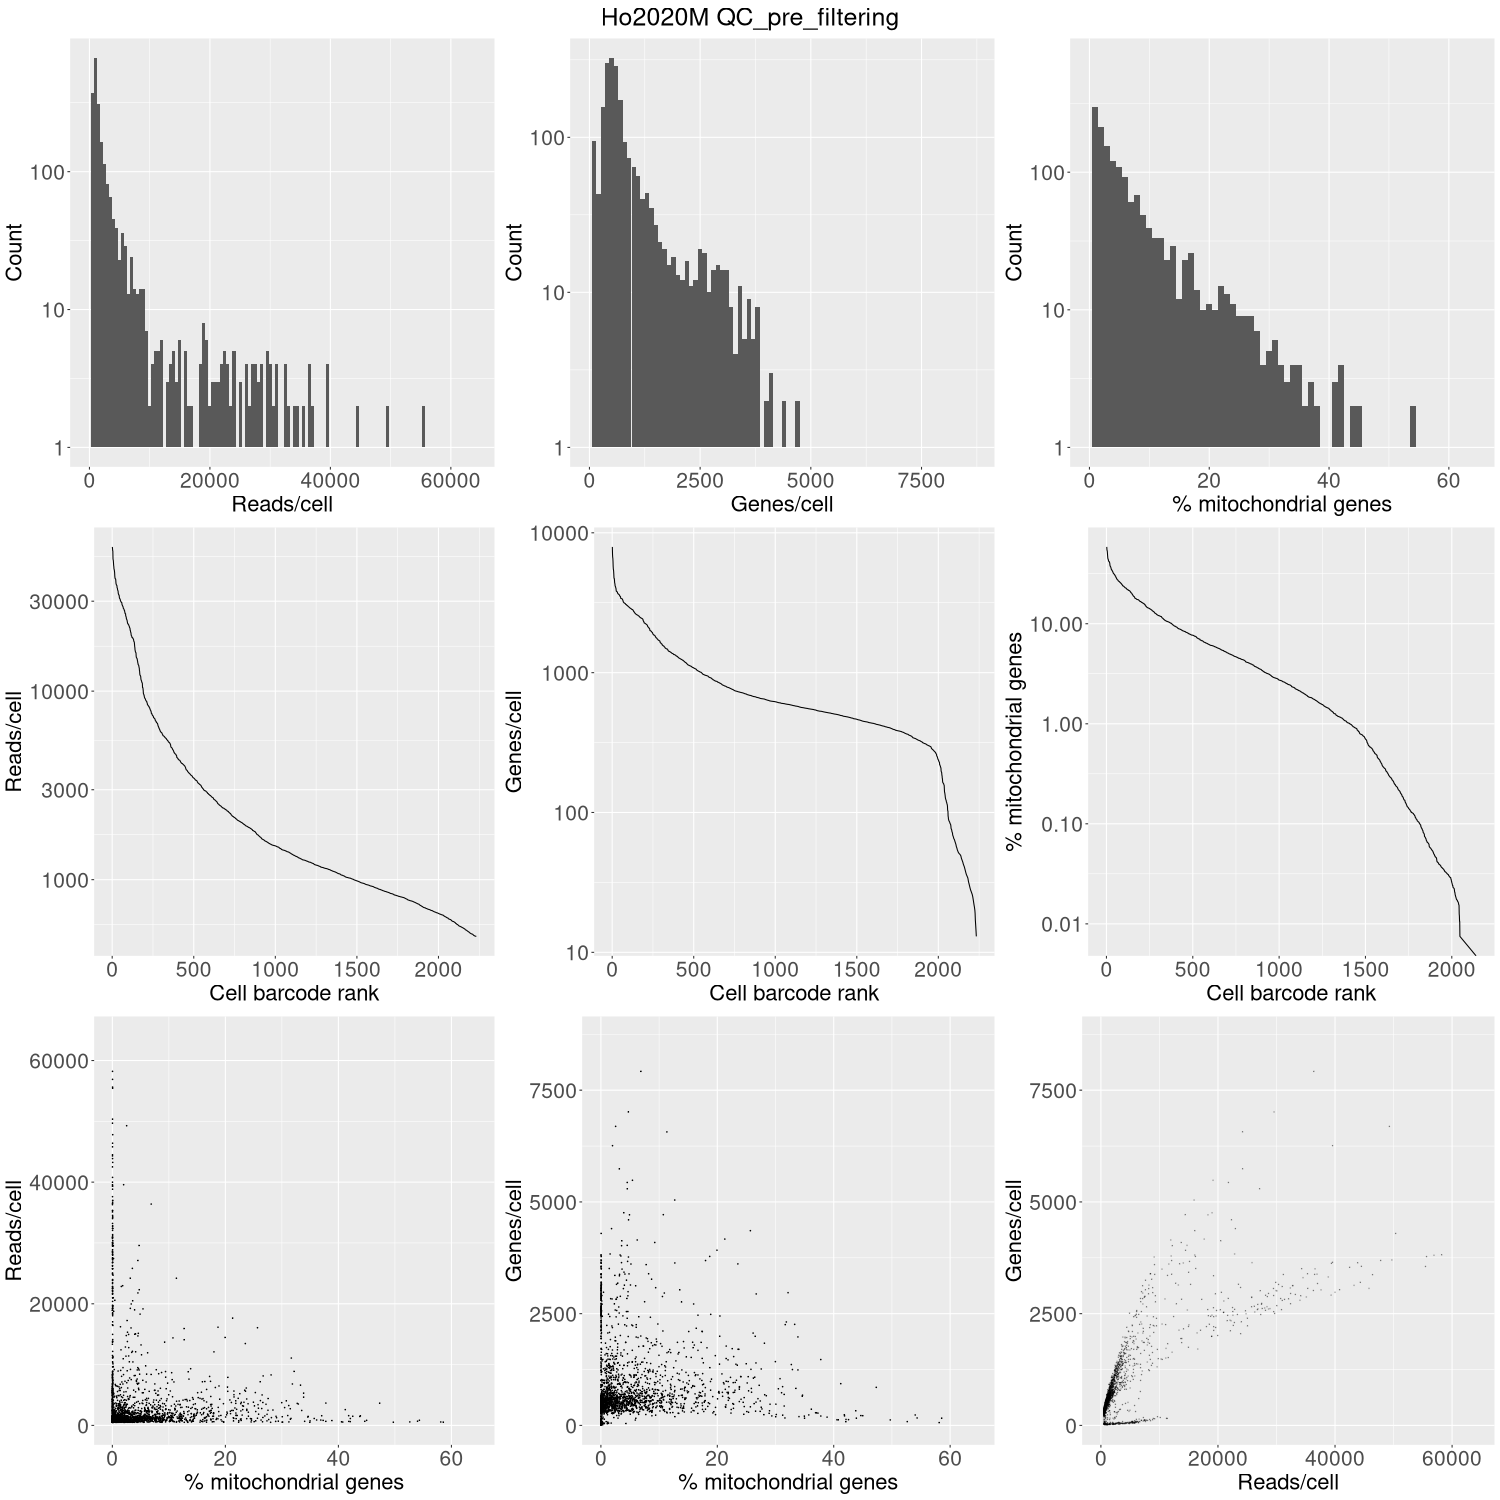 Ho2020M QC_pre_filtering
Count
100
10
1
0 20000 40000 60000
Reads/cell
Count
100
10
1
0 2500 5000 7500
Genes/cell
Count
100
10
1
0 20 40 60
% mitochondrial genes
Reads/cell
30000
10000
3000
1000
0 500 1000 1500 2000
Cell barcode rank
Genes/cell
10000
1000
100
10
0 500 1000 1500 2000
Cell barcode rank
% mitochondrial genes
10.00
1.00
0.10
0.01
0 500 1000 1500 2000
Cell barcode rank
Reads/cell
60000
40000
20000
0
0 20 40 60
% mitochondrial genes
Genes/cell
7500
5000
2500
0
0 20 40 60
% mitochondrial genes
Genes/cell
7500
5000
2500
0
0 20000 40000 60000
Reads/cell